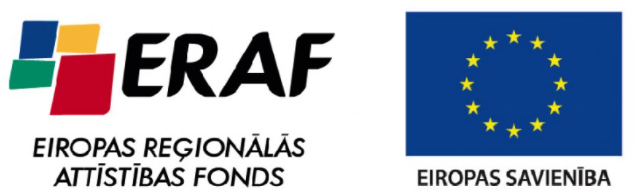 ERAF
EIROPAS REĢIONĀLĀS
ATTĪSTĪBAS FONDS
EIROPAS SAVIENĪBA